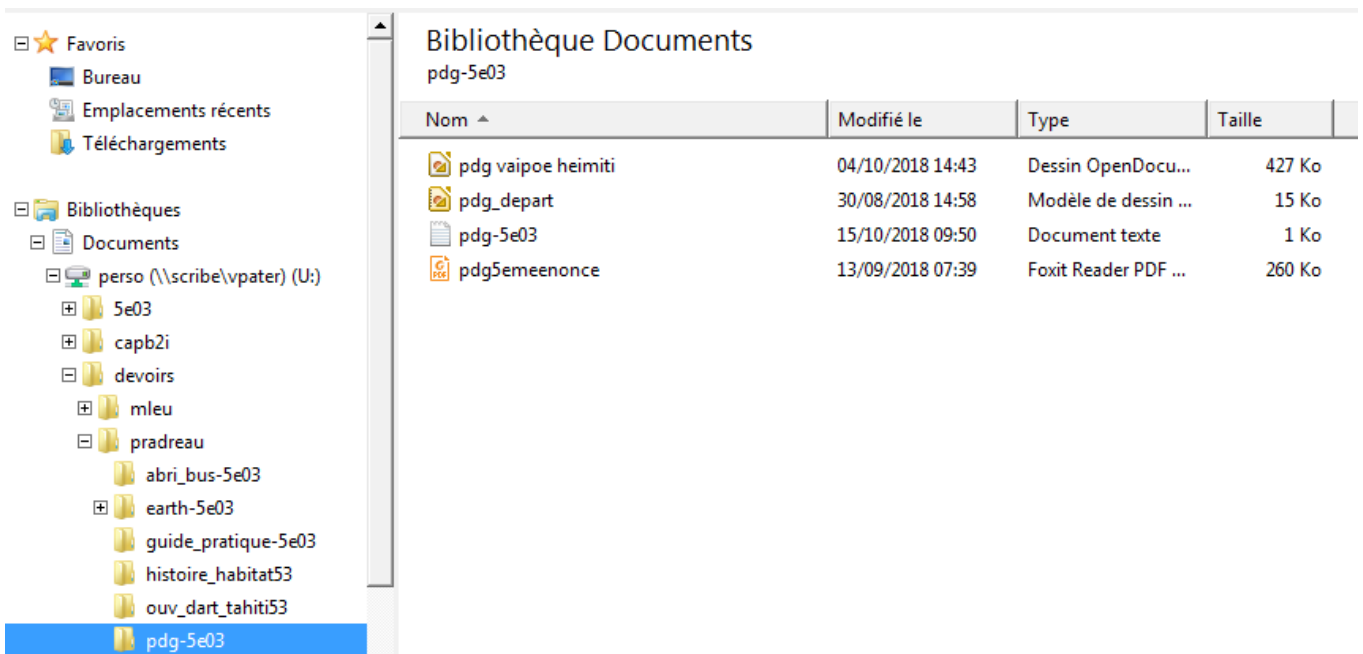 Favoris
Bureau
Emplacements récents
Téléchargements
Bibliothèques
Documents
perso (\\scribe\vpater) (U:)
5e03
capb2i
devoirs
mleu
pradreau
abri_bus-5e03
earth-5e03
guide_pratique-5e03
histoire_habitat53
ouv_dart_tahiti53
pdg-5e03
Bibliothèque Documents
pdg-5e03
Nom Modifié le Type Taille
pdg vaipoe heimiti 04/10/2018 14:43 Dessin OpenDocu... 427 Ko
pdg_depart 30/08/2018 14:58 Modèle de dessin ... 15 Ko
pdg-5e03 15/10/2018 09:50 Document texte 1 Ko
pdg5emeenonce 13/09/2018 07:39 Foxit Reader PDF ... 260 Ko